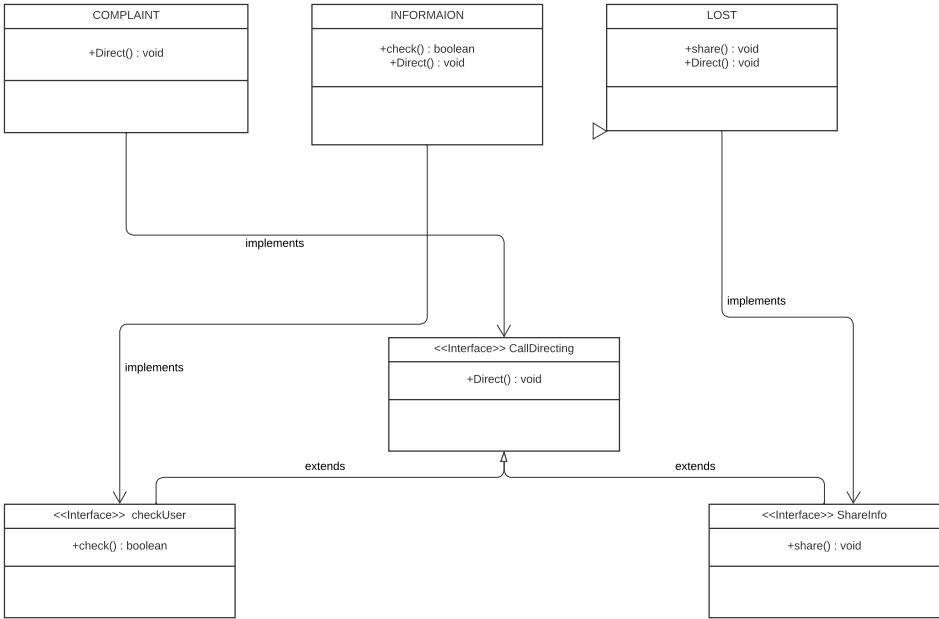 COMPLAINT
+Direct() : void
INFORMAION
+check() : boolean
+Direct() : void
LOST
+share() : void
+Direct() : void
implements
implements
implements
<<Interface>> CallDirecting
+Direct() : void
extends
extends
<<Interface>> checkUser
+check() : boolean
<<Interface>> ShareInfo
+share() : void